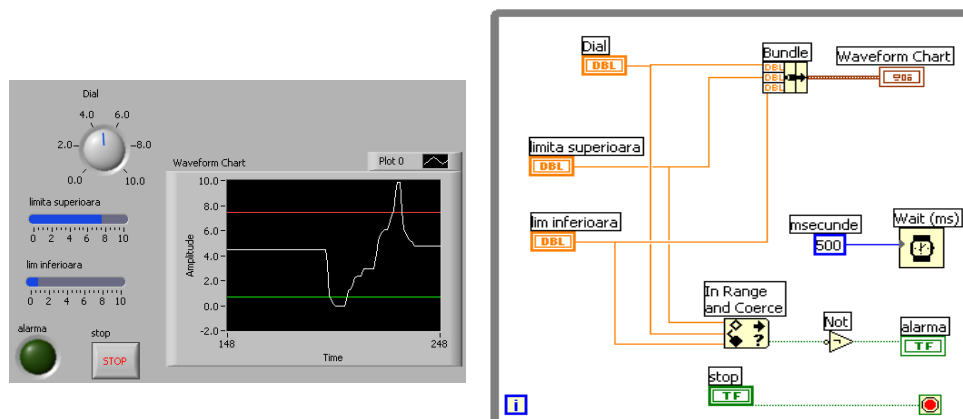 Dial
4.0 6.0
2.0 8.0
0.0 10.0
limita superioara
0 2 4 6 8 10
lim inferioara
0 2 4 6 8 10
alarma
stop
STOP
Waveform Chart
Plot 0
10.0
8.0
6.0
4.0
2.0
0.0
-2.0
Amplitude
148 248
Time
Dial
DBL
Bundle
DBL
DBL
DBL
Waveform Chart
limita superioara
DBL
lim inferioara
DBL
msecunde
500
Wait (ms)
In Range
and Coerce
?
Not
alarma
TF
stop
TF
i